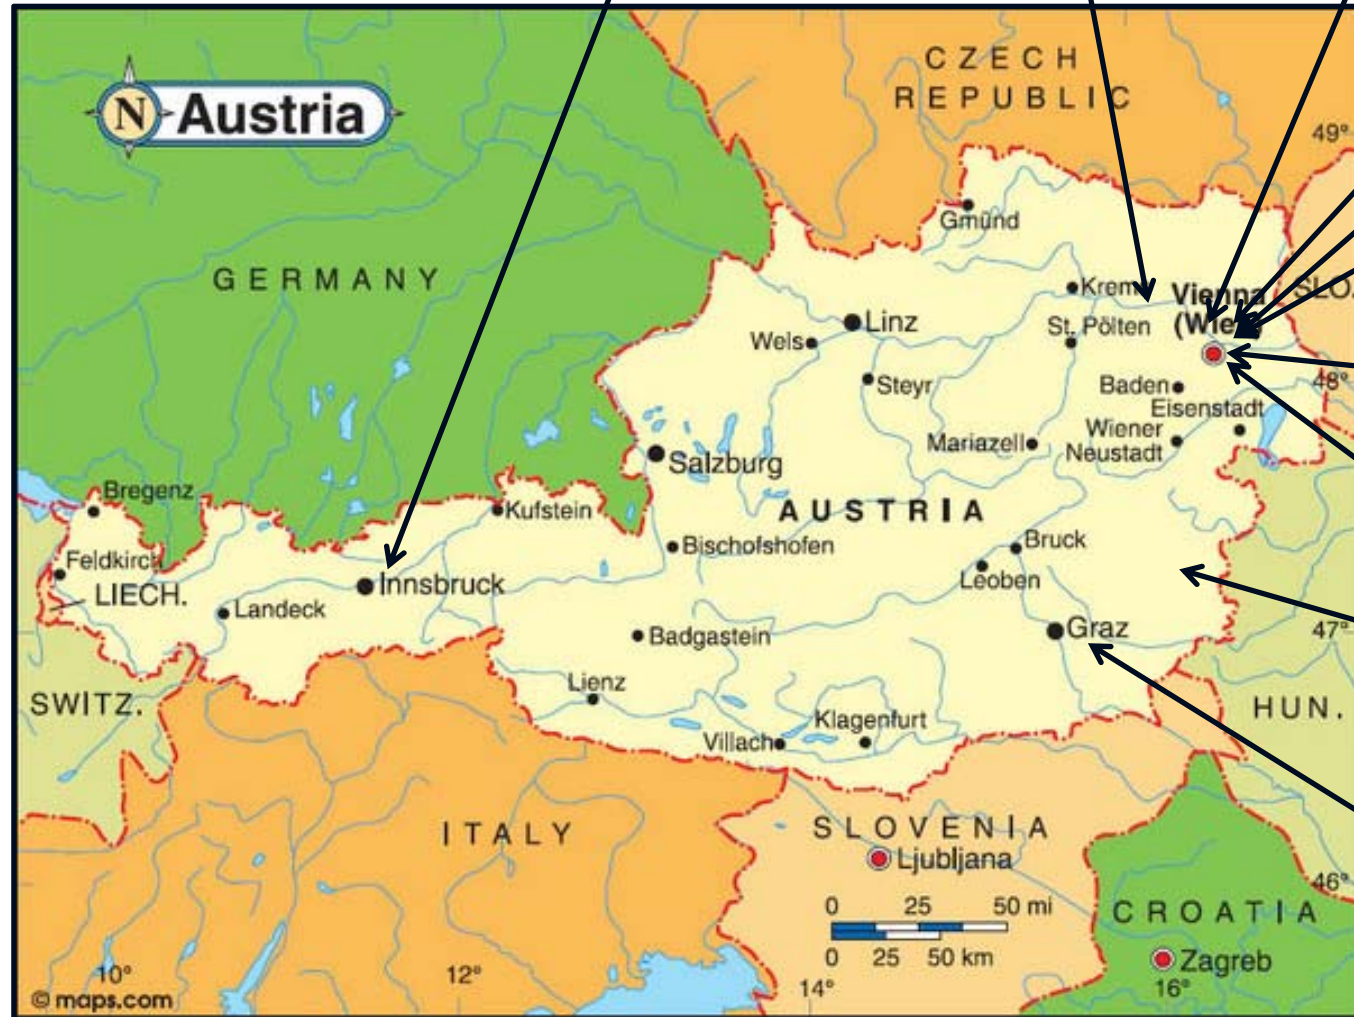 N Austria
CZECH
REPUBLIC
49°
Gmünd
GERMANY
Krem
Vienna
SLO.
(Wie
Linz
St. Pölten
Wels
48°
Steyr
Baden
Eisenstadt
Wiener
Neustadt
Mariazell
Salzburg
AUSTRIA
Bregenz
Kufstein
Bruck
Bischofshofen
Feldkirch
Leoben
Innsbruck
LIECH.
Landeck
Graz
47°
Badgastein
Lienz
SWITZ.
HUN.
Klagenfurt
Villach
ITALY
SLOVENIA
Ljubljana
46°
0 25 50 mi
CROATIA
0 25 50 km
Zagreb
10°
12°
14°
16°
© maps.com